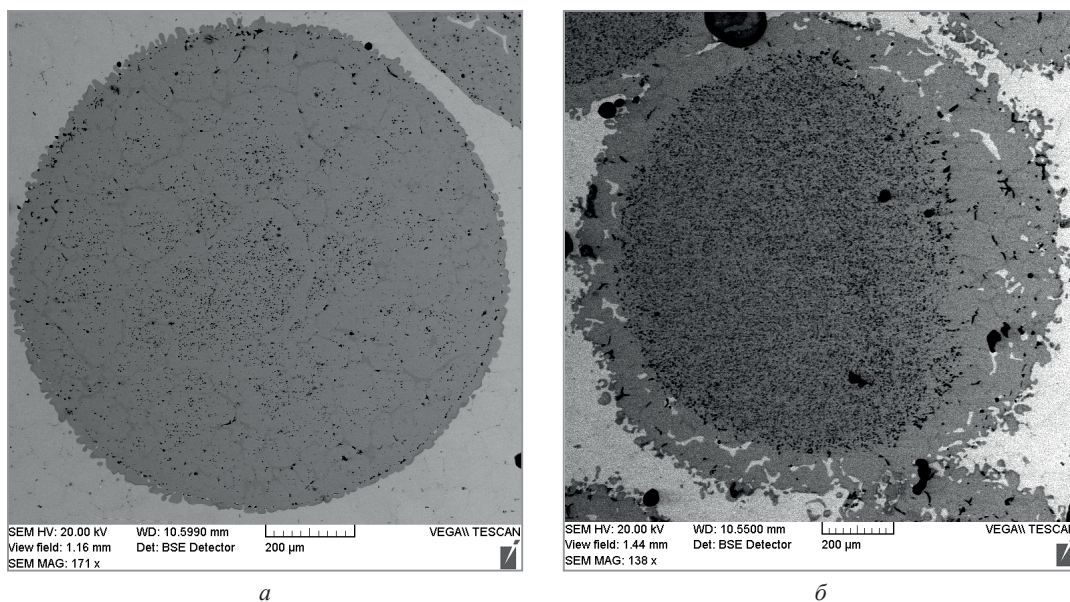 SEM HV: 20.00 kV WD: 10.5990 mm VEGA\\ TESCAN
View field: 1.16 mm Det: BSE Detector 200 µm
SEM MAG: 171 x
SEM HV: 20.00 kV WD: 10.5500 mm VEGA\\ TESCAN
View field: 1.44 mm Det: BSE Detector 200 µm
SEM MAG: 138 x
а б